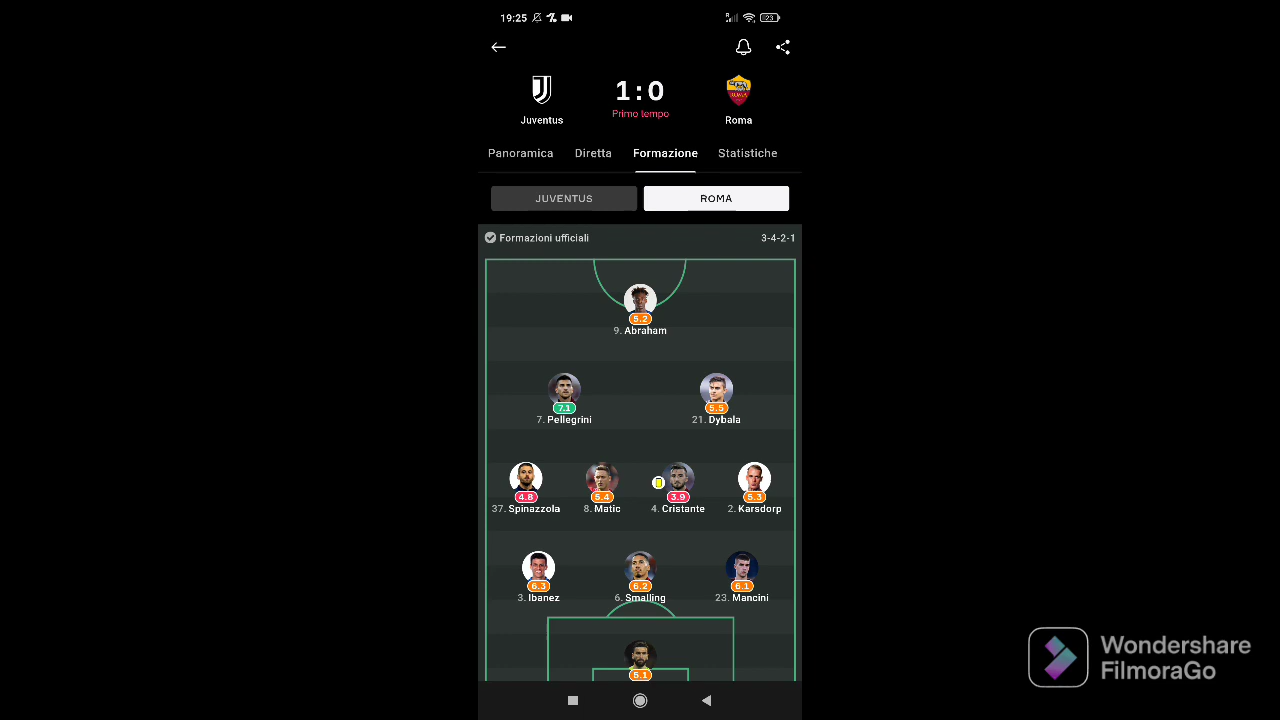 19:25
23
Juventus
1:0
Primo tempo
Roma
Panoramica Diretta Formazione Statistiche
JUVENTUS ROMA
Formazioni ufficiali 3-4-2-1
5.2
9. Abraham
7.1 5.5
7. Pellegrini 21. Dybala
4.8 5.4 3.9 5.3
37. Spinazzola 8. Matic 4. Cristante 2. Karsdorp
6.3 6.2 6.1
3. Ibanez 6. Smalling 23. Mancini
5.1
Wondershare
FilmoraGo